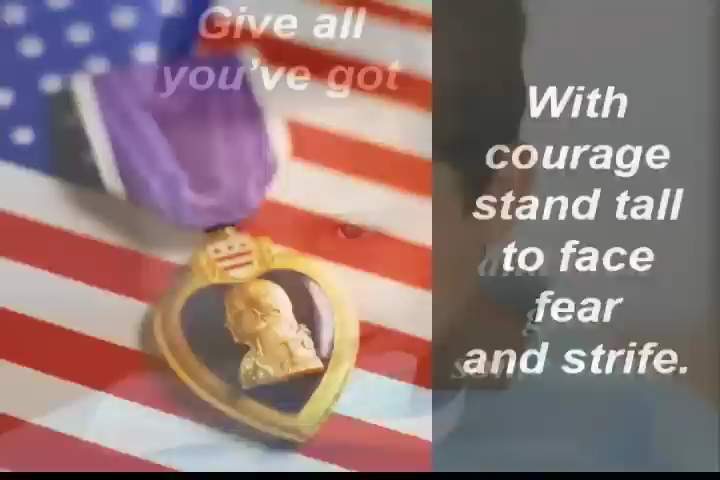 Give all
you've got
With
courage
stand tall
to face
fear
and strife.